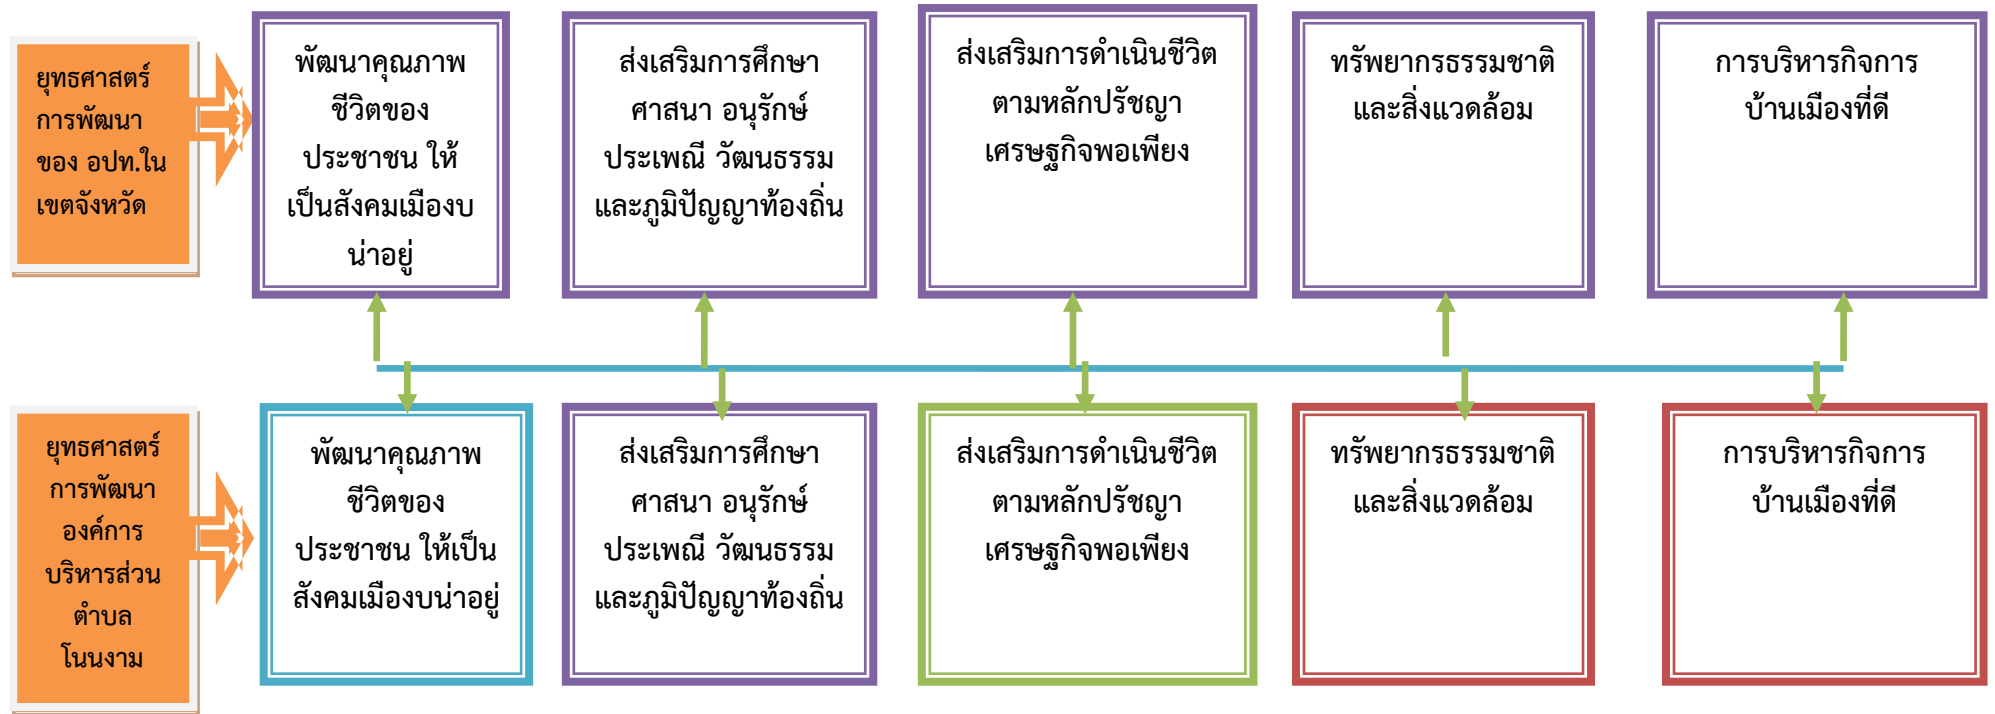 ยุทธศาสตร์
การพัฒนา
ของ อปท.ใน
เขตจังหวัด
พัฒนาคุณภาพ
ชีวิตของ
ประชาชน ให้
เป็นสังคมเมืองบ
น่าอยู่
ส่งเสริมการศึกษา
ศาสนา อนุรักษ์
ประเพณี วัฒนธรรม
และภูมิปัญญาท้องถิ่น
ส่งเสริมการดำเนินชีวิต
ตามหลักปรัชญา
เศรษฐกิจพอเพียง
ทรัพยากรธรรมชาติ
และสิ่งแวดล้อม
การบริหารกิจการ
บ้านเมืองที่ดี
ยุทธศาสตร์
การพัฒนา
องค์การ
บริหารส่วน
ตำบล
โนนงาม
พัฒนาคุณภาพ
ชีวิตของ
ประชาชน ให้เป็น
สังคมเมืองบน่าอยู่
ส่งเสริมการศึกษา
ศาสนา อนุรักษ์
ประเพณี วัฒนธรรม
และภูมิปัญญาท้องถิ่น
ส่งเสริมการดำเนินชีวิต
ตามหลักปรัชญา
เศรษฐกิจพอเพียง
ทรัพยากรธรรมชาติ
และสิ่งแวดล้อม
การบริหารกิจการ
บ้านเมืองที่ดี